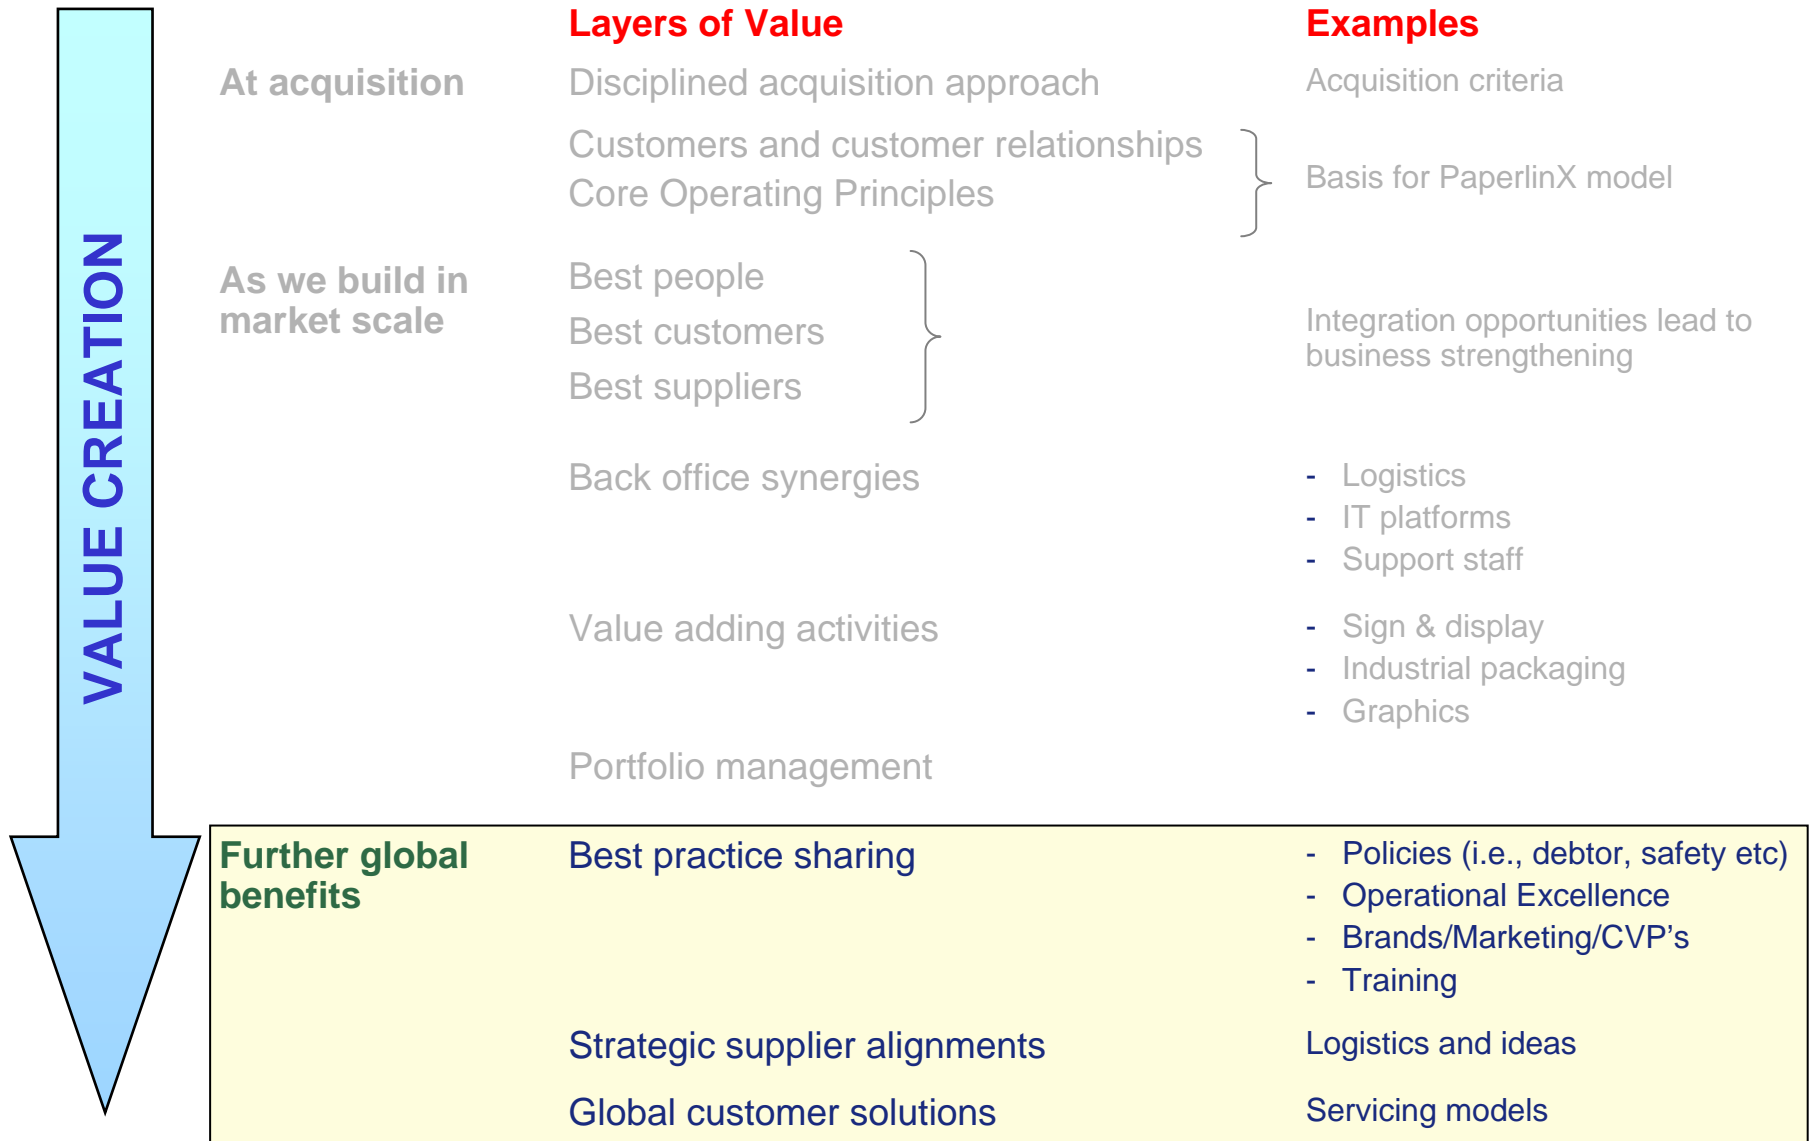 Layers of Value
Examples
At acquisition
Disciplined acquisition approach
Acquisition criteria
Customers and customer relationships
Core Operating Principles
Basis for PaperlinX model
As we build in
market scale
Best people
Best customers
Best suppliers
Integration opportunities lead to
business strengthening
Back office synergies
- Logistics
- IT platforms
- Support staff
Value adding activities
- Sign & display
- Industrial packaging
- Graphics
Portfolio management
VALUE CREATION
Further global
benefits
Best practice sharing
- Policies (i.e., debtor, safety etc)
- Operational Excellence
- Brands/Marketing/CVP’s
- Training
Strategic supplier alignments
Logistics and ideas
Global customer solutions
Servicing models